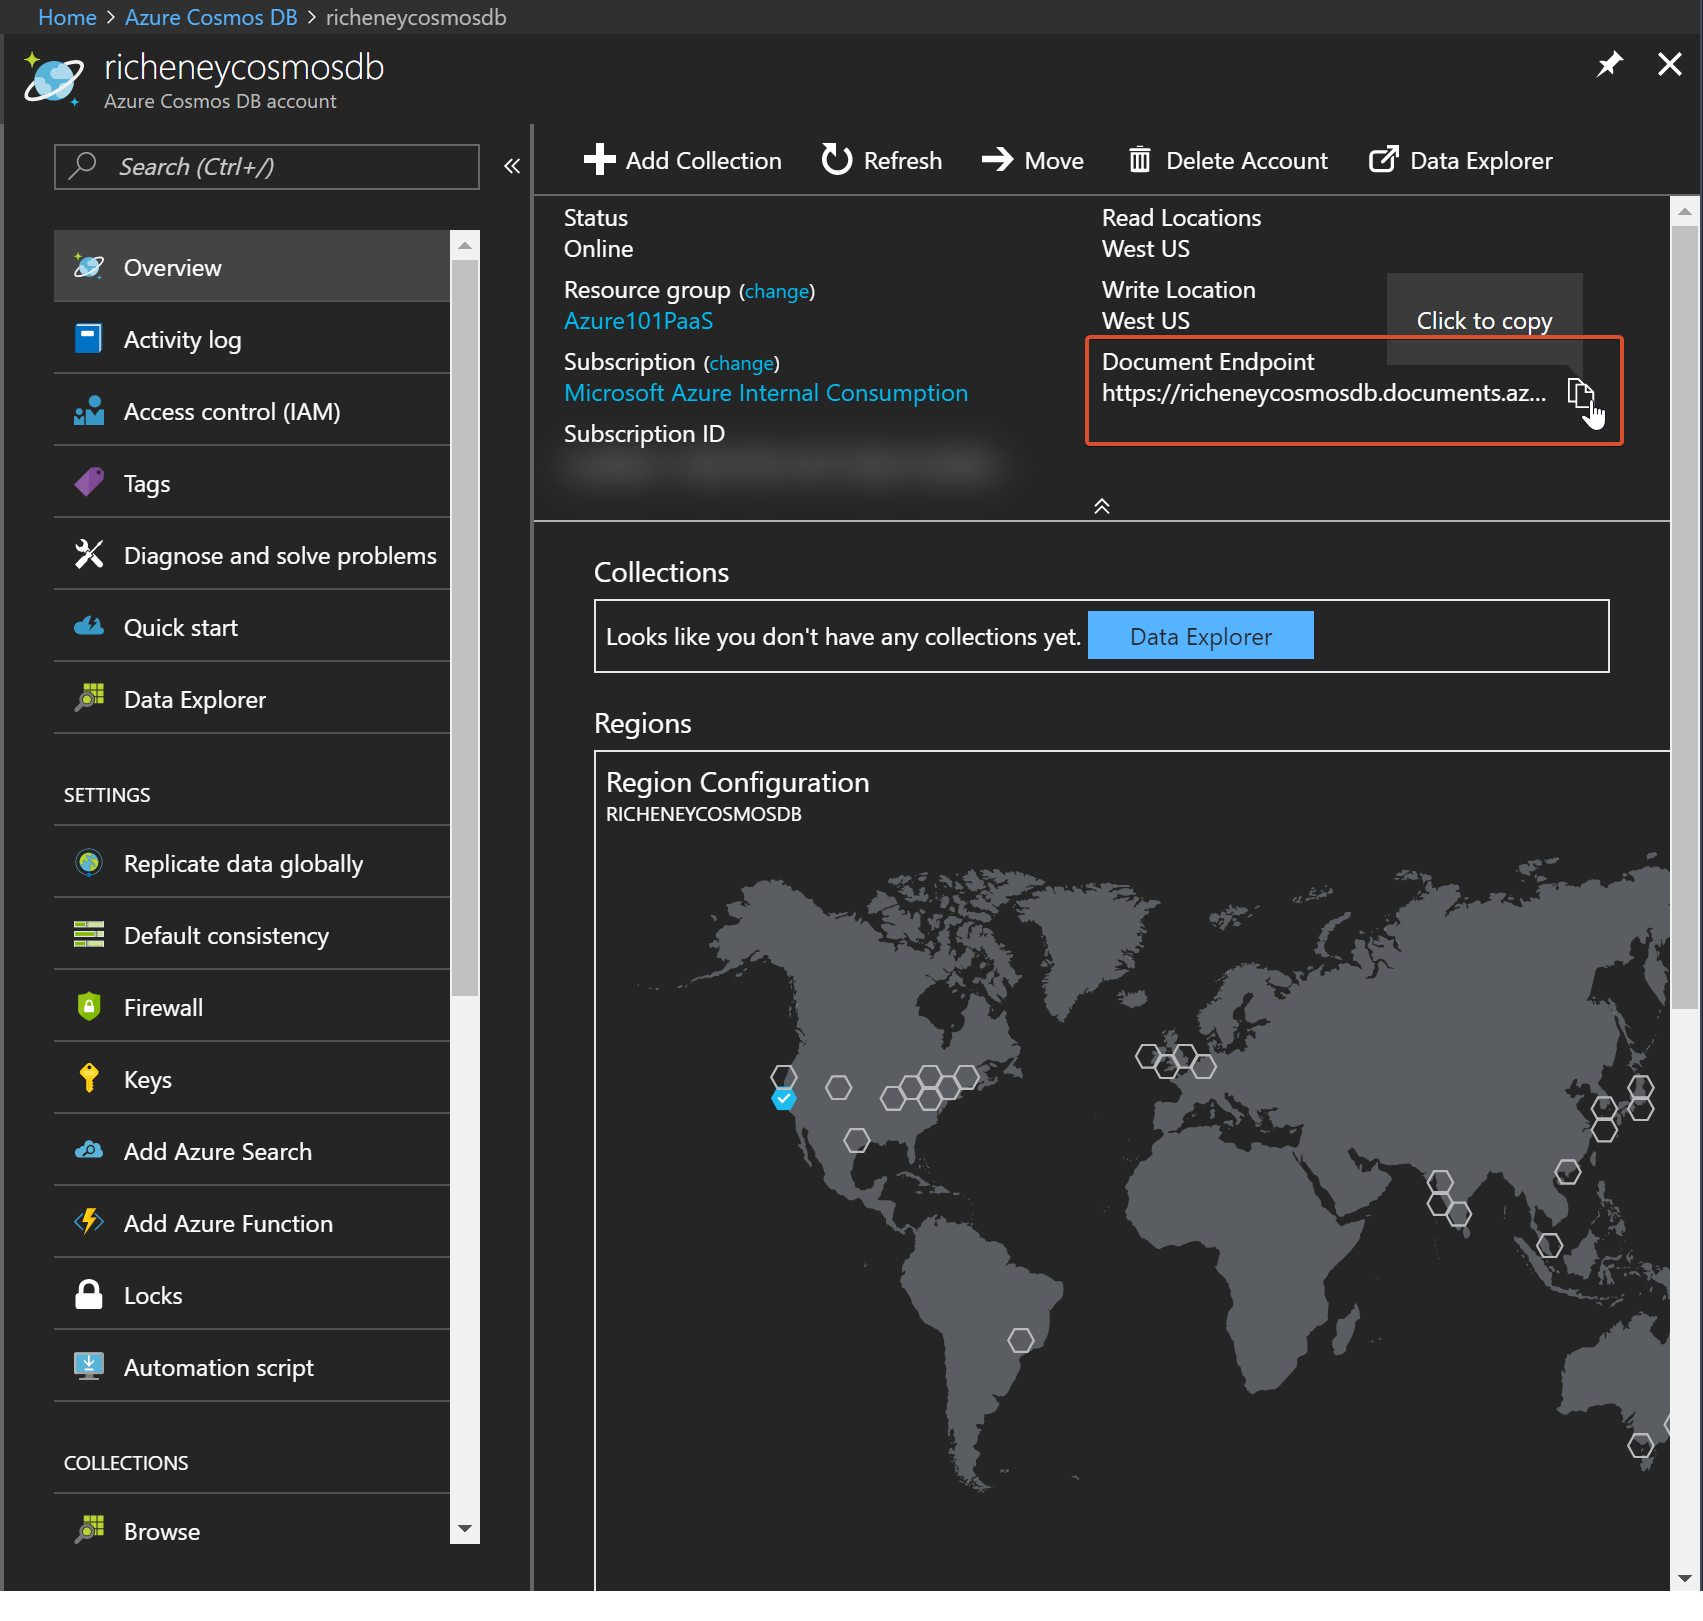 Home > Azure Cosmos DB > richeneycosmosdb
richeneycosmosdb
Azure Cosmos DB account
Search (Ctrl+/)
Overview
Activity log
Access control (IAM)
Tags
Diagnose and solve problems
Quick start
Data Explorer
SETTINGS
Replicate data globally
Default consistency
Firewall
Keys
Add Azure Search
Add Azure Function
Locks
Automation script
COLLECTIONS
Browse
Add Collection
Refresh
Move
Delete Account
Data Explorer
Status
Online
Resource group (change)
Azure101PaaS
Subscription (change)
Microsoft Azure Internal Consumption
Subscription ID
Read Locations
West US
Write Location
West US
Click to copy
Document Endpoint
https://richeneycosmosdb.documents.az...
Collections
Looks like you don't have any collections yet.
Data Explorer
Regions
Region Configuration
RICHENEYCOSMOSDB